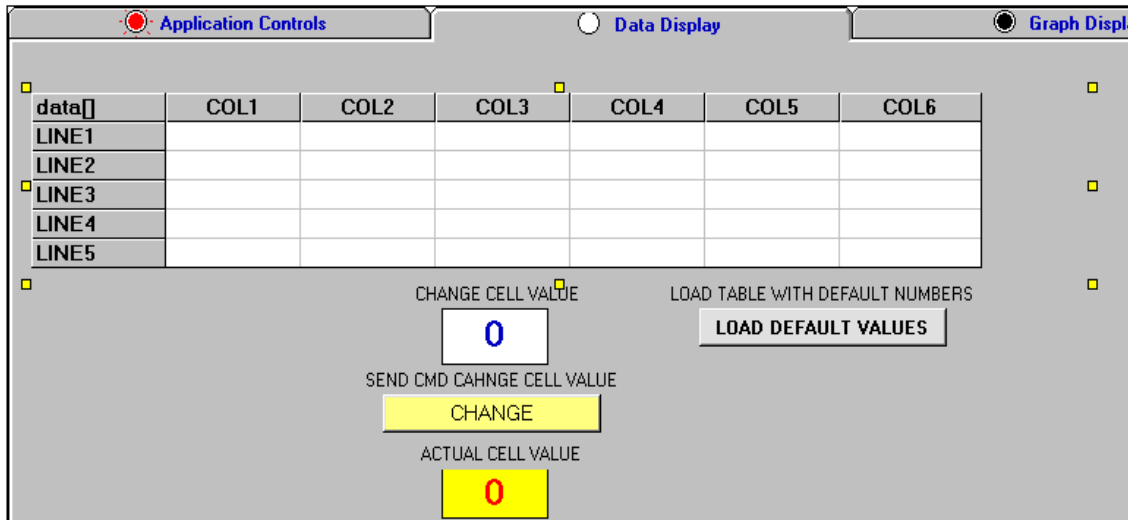 Application Controls Data Display Graph Displ
data[] COL1 COL2 COL3 COL4 COL5 COL6
LINE1
LINE2
LINE3
LINE4
LINE5
CHANGE CELL VALUE LOAD TABLE WITH DEFAULT NUMBERS
0 LOAD DEFAULT VALUES
SEND CMD CAHNGE CELL VALUE
CHANGE
ACTUAL CELL VALUE
0